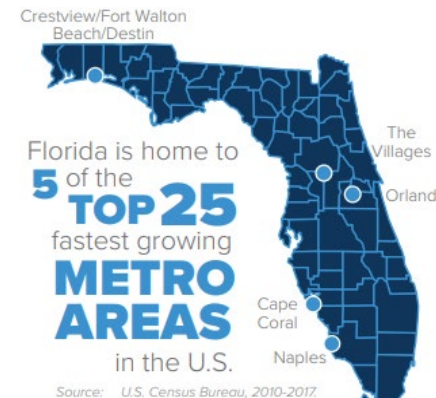 Crestview/Fort Walton
Beach/Destin
Florida is home to
5 of the
TOP 25
fastest growing
METRO
AREAS
in the U.S.
The
Villages
Orland
Cape
Coral
Naples
Source: U.S. Census Bureau, 2010-2017.